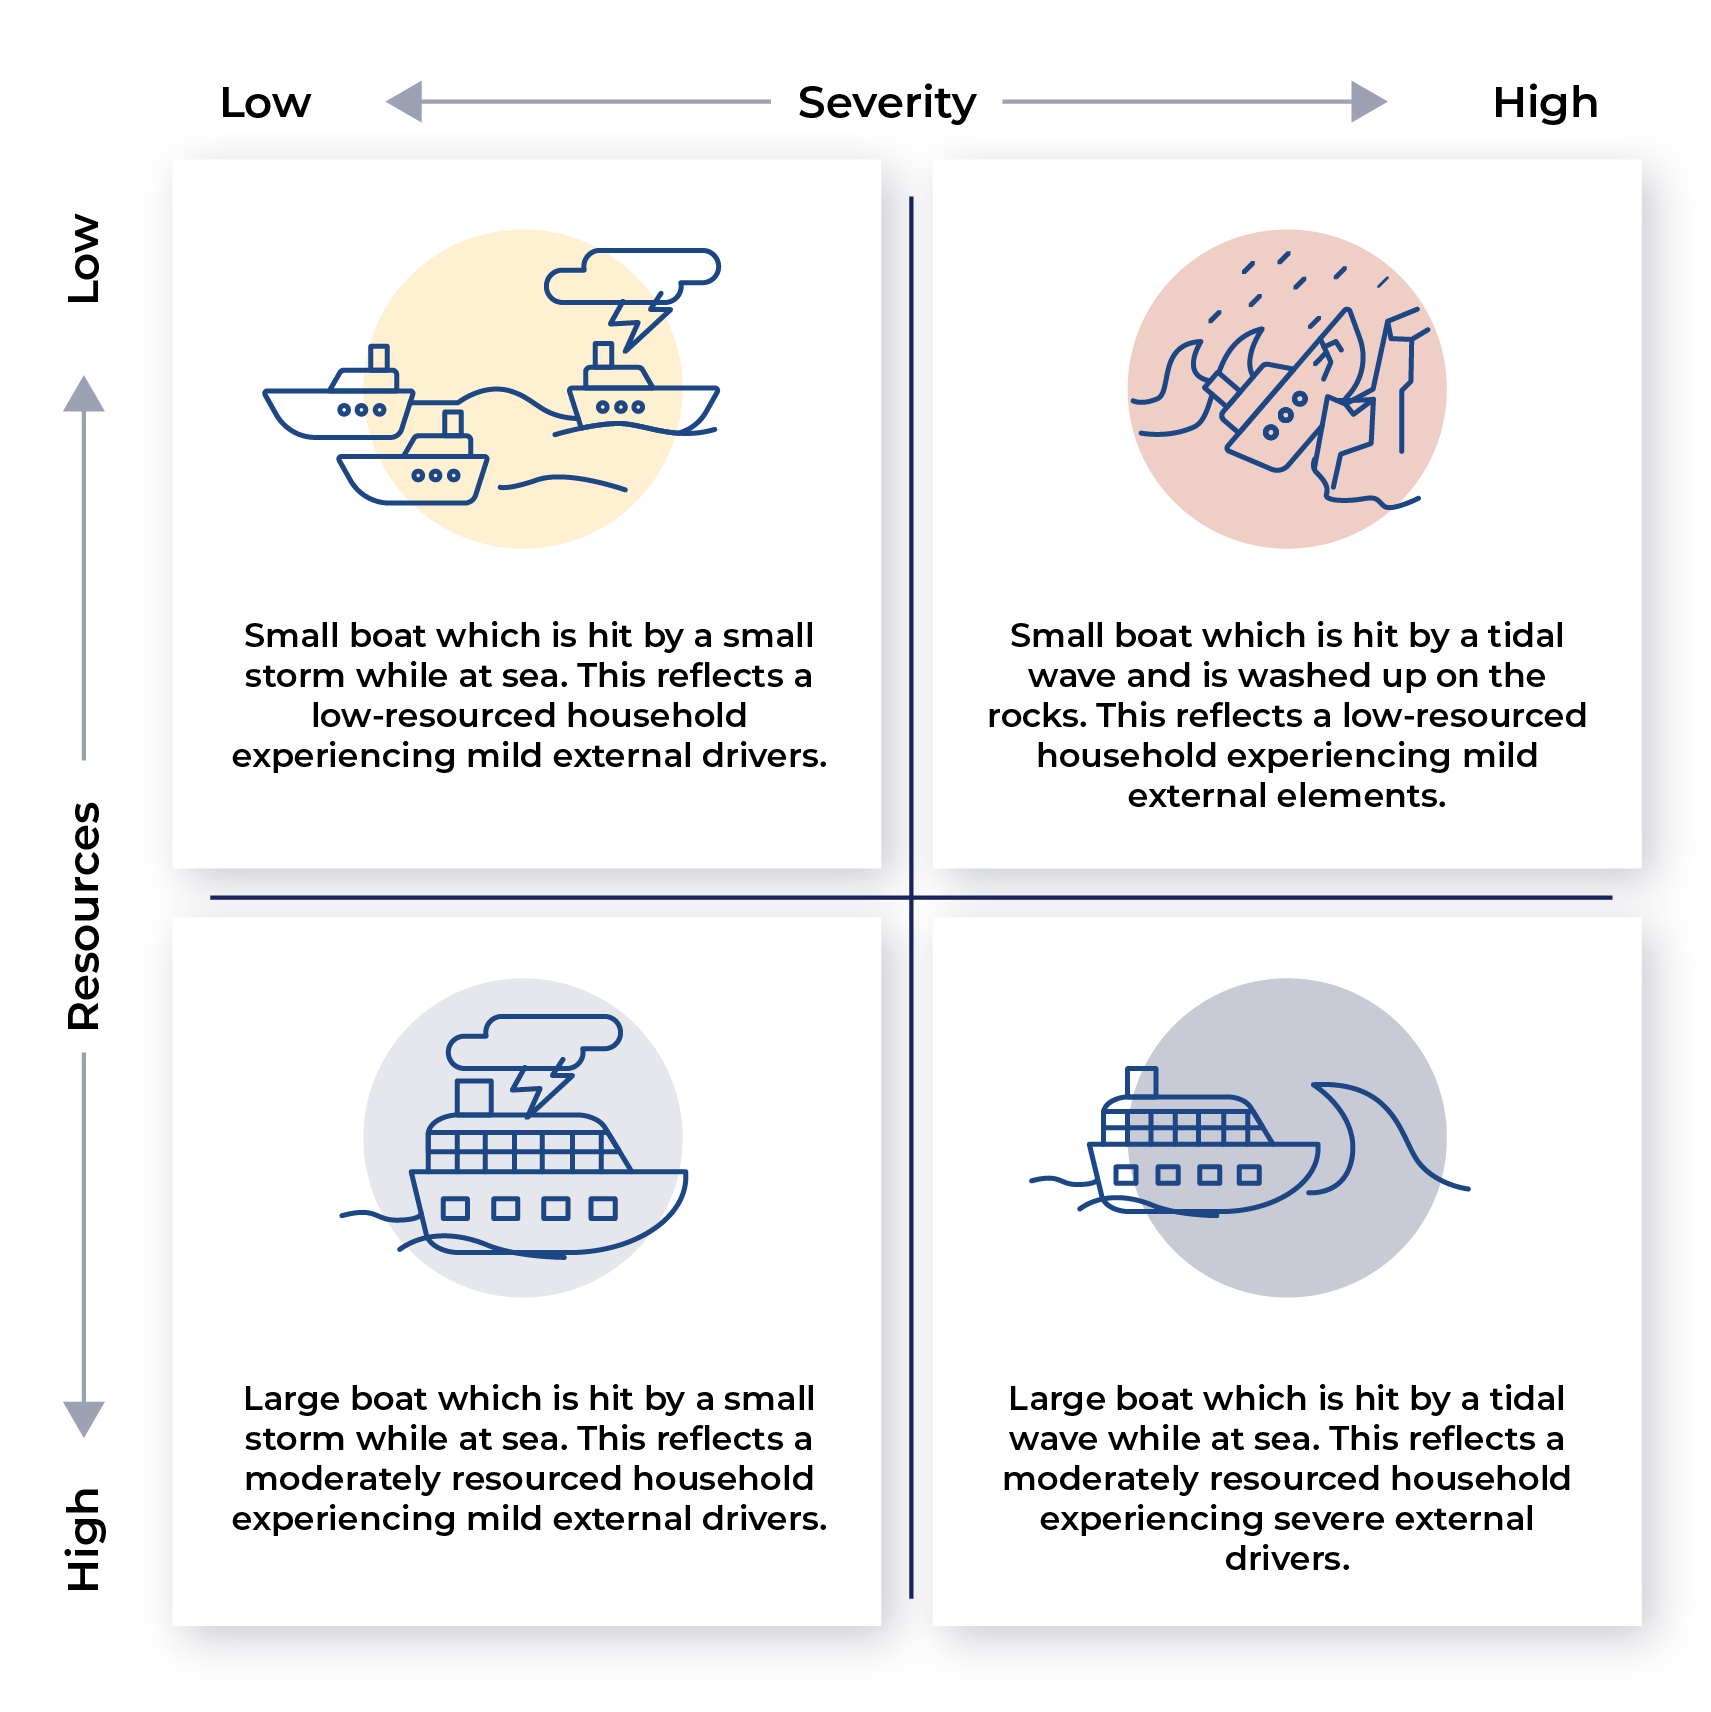 Low
Severity
High
Low
Resources
High
Small boat which is hit by a small
storm while at sea. This reflects a
low-resourced household
experiencing mild external drivers.
Small boat which is hit by a tidal
wave and is washed up on the
rocks. This reflects a low-resourced
household experiencing mild
external elements.
Large boat which is hit by a small
storm while at sea. This reflects a
moderately resourced household
experiencing mild external drivers.
Large boat which is hit by a tidal
wave while at sea. This reflects a
moderately resourced household
experiencing severe external
drivers.